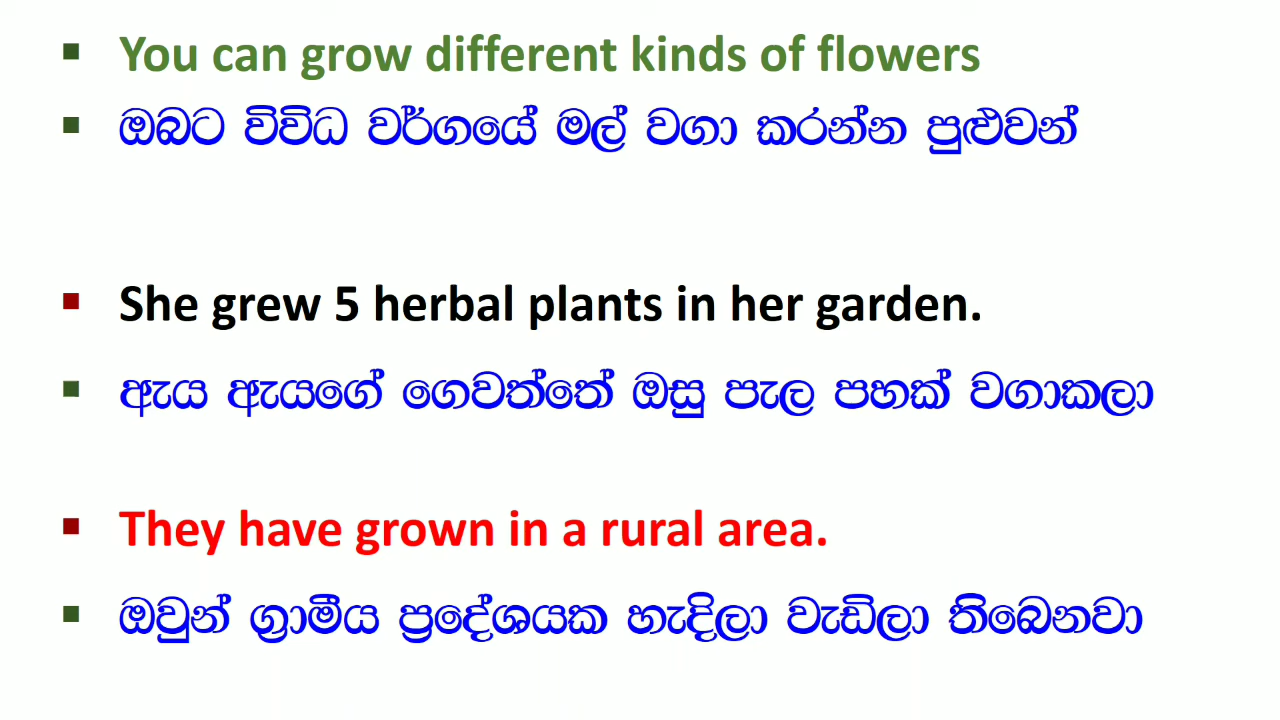 You can grow different kinds of flowers
ඔබට විවිධ වර්ගයේ මල් වගා කරන්න පුළුවන්
She grew 5 herbal plants in her garden.
ඇය ඇයගේ ගෙවත්තේ ඔසු පැල පහක් වගාකලා
They have grown in a rural area.
ඔවුන් ග්‍රාමීය ප්‍රදේශයක හැදිලා වැඩිලා තිබෙනවා